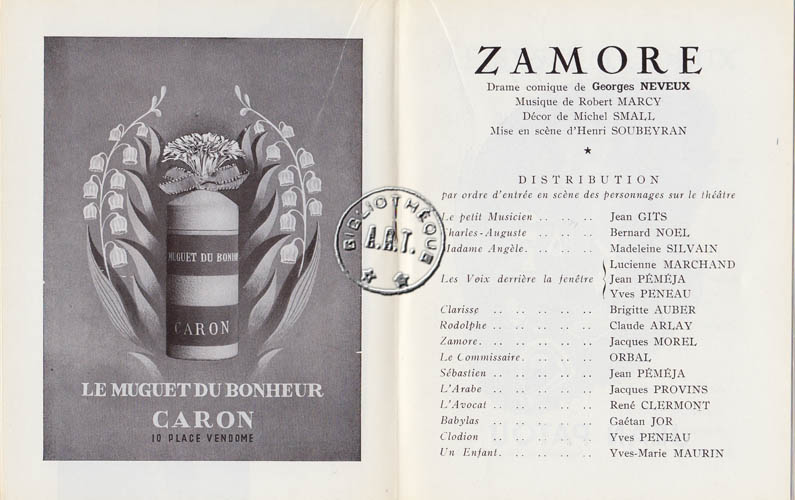 MUGUET DU BONH
CARON
LE MUGUET DU BONHEUR
CARON
10 PLACE VENDOME
BIBLIOTHÈQUE
A.R.T.
ZAMORE
Drame comique de Georges NEVEUX
Musique de Robert MARCY
Décor de Michel SMALL
Mise en scène d'Henri SOUBEYRAN
DISTRIBUTION
par ordre d'entrée en scène des personnages sur le théâtre
Le petit Musicien .. .. .. Jean GITS
Charles-Auguste .. .. .. Bernard NOEL
Madame Angèle. .. .. .. Madeleine SILVAIN
Lucienne MARCHAND
Les Voix derrière la fenêtre Jean PÉMÉJA
Yves PENEAU
Clarisse .. .. .. .. .. Brigitte AUBER
Rodolphe .. .. .. .. .. Claude ARLAY
Zamore. .. .. .. .. .. Jacques MOREL
Le Commissaire. .. .. .. ORBAL
Sébastien .. .. .. .. .. Jean PÉMÉJA
L'Arabe .. .. .. .. .. Jacques PROVINS
L'Avocat .. .. .. .. .. René CLERMONT
Babylas .. .. .. .. .. Gaétan JOR
Clodion .. .. .. .. .. Yves PENEAU
Un Enfant. .. .. .. .. Yves-Marie MAURIN